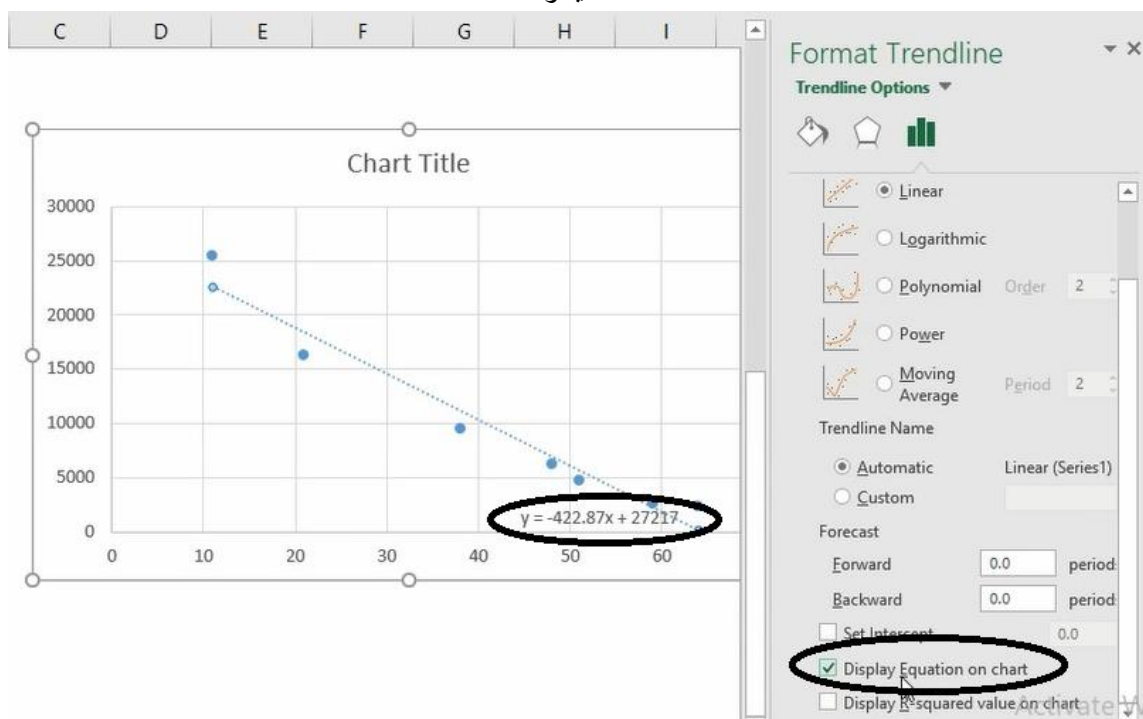 C D E F G H I
Format Trendline
Trendline Options
Chart Title
30000
25000
20000
15000
10000
5000
0
0 10 20 30 40 50 60
y = -422.87x + 27217
Linear
Logarithmic
Polynomial Order 2
Power
Moving Average Period 2
Trendline Name
Automatic Linear (Series1)
Custom
Forecast
Forward 0.0 period
Backward 0.0 period
Set Intercept 0.0
Display Equation on chart
Display R-squared value on chart
Activate W